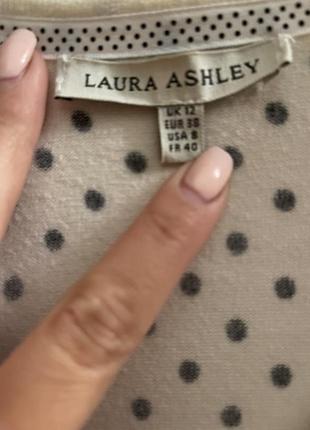 LAURA ASHLEY
UK 12
EUR 38
USA 8
FR 40